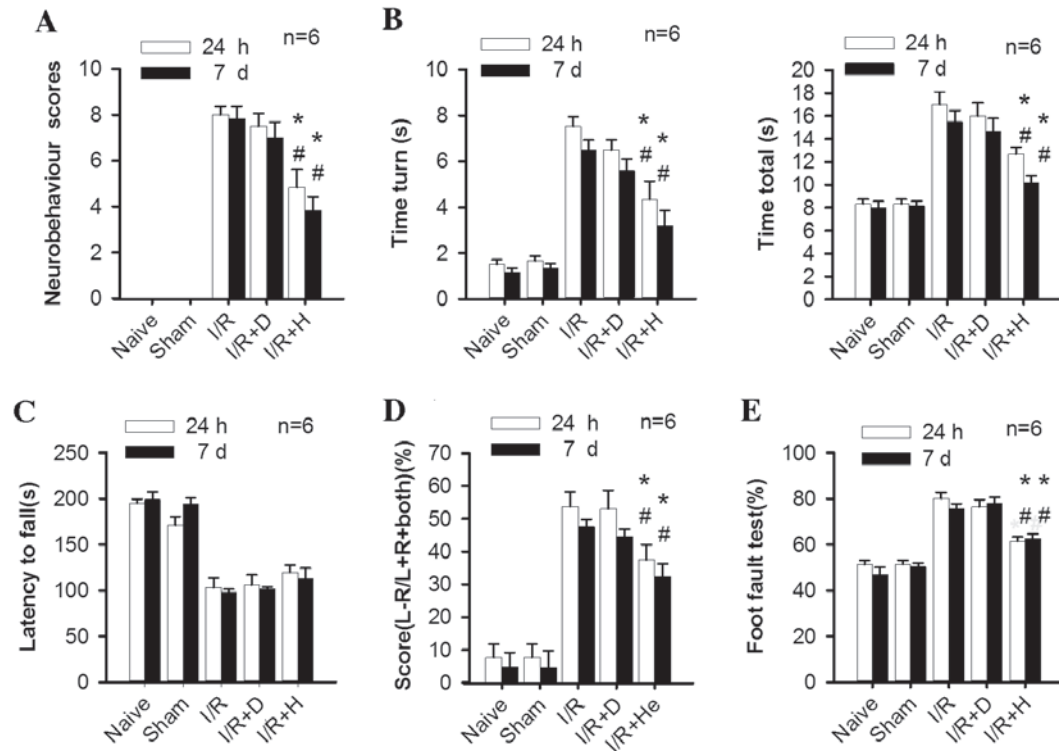 A
24 h
7 d
n=6
Neurobehaviour scores
10
8
6
4
2
0
*
#
*
#
Naive
Sham
I/R
I/R+D
I/R+H
B
24 h
7 d
n=6
Time turn (s)
10
8
6
4
2
0
*
#
*
#
Naive
Sham
I/R
I/R+D
I/R+H
24 h
7 d
n=6
Time total (s)
20
18
16
14
12
10
8
6
4
2
0
*
#
*
#
Naive
Sham
I/R
I/R+D
I/R+H
C
24 h
7 d
n=6
Latency to fall(s)
250
200
150
100
50
0
Naive
Sham
I/R
I/R+D
I/R+H
D
24 h
7 d
n=6
Score(L-R/L+R+both)(%)
70
60
50
40
30
20
10
0
*
#
*
#
Naive
Sham
I/R
I/R+D
I/R+He
E
24 h
7 d
n=6
Foot fault test(%)
100
80
60
40
20
0
* *
# #
Naive
Sham
I/R
I/R+D
I/R+H